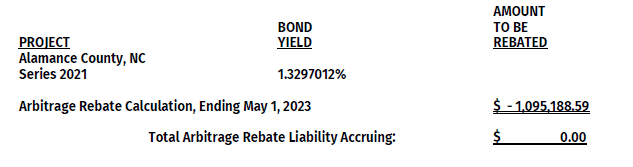 AMOUNT
BOND TO BE
PROJECT YIELD REBATED
Alamance County, NC
Series 2021 1.3297012%
Arbitrage Rebate Calculation, Ending May 1, 2023 $ - 1,095,188.59
Total Arbitrage Rebate Liability Accruing: $ 0.00